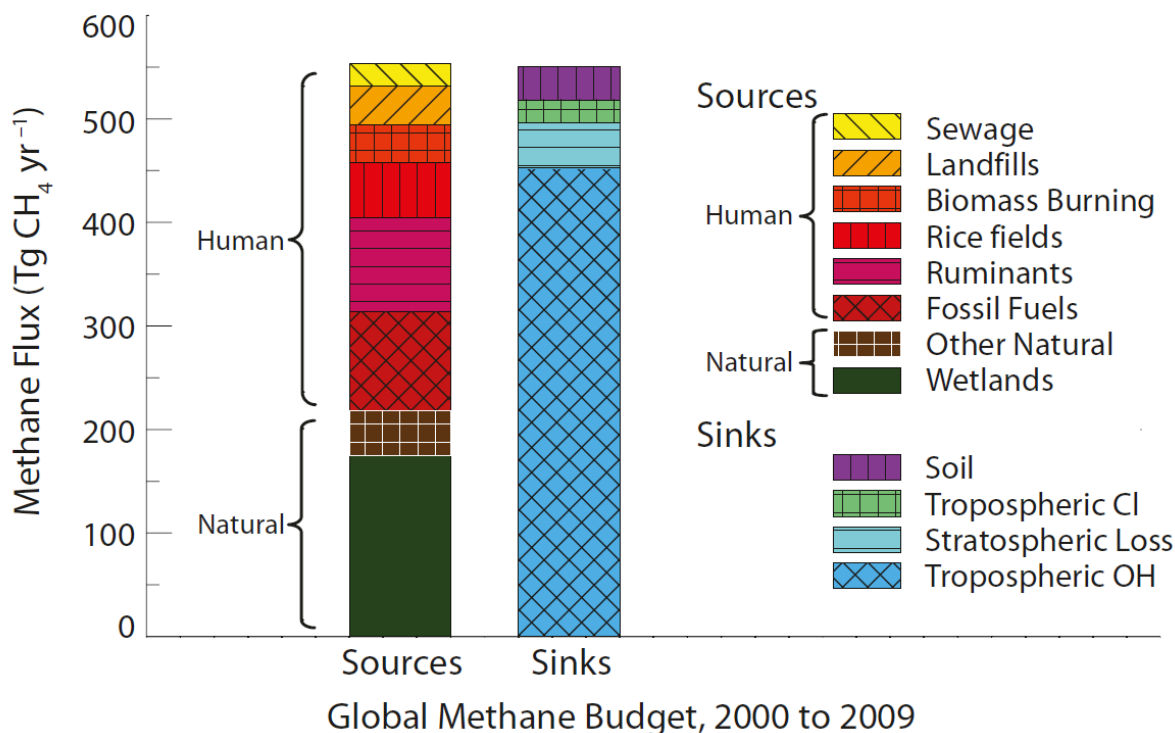 Methane Flux (Tg CH₄ yr⁻¹)
600
500
400
300
200
100
0
Human
Natural
Sources
Sinks
Global Methane Budget, 2000 to 2009
Sources
Human
Sewage
Landfills
Biomass Burning
Rice fields
Ruminants
Fossil Fuels
Natural
Other Natural
Wetlands
Sinks
Soil
Tropospheric Cl
Stratospheric Loss
Tropospheric OH